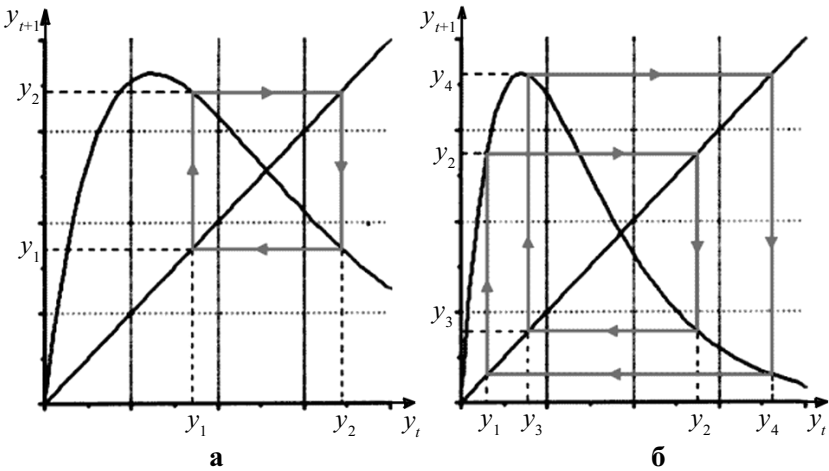 y_{t+1}
y_2
y_1
y_1 y_2 y_t
а
y_{t+1}
y_4
y_2
y_3
y_1 y_3 y_2 y_4 y_t
б